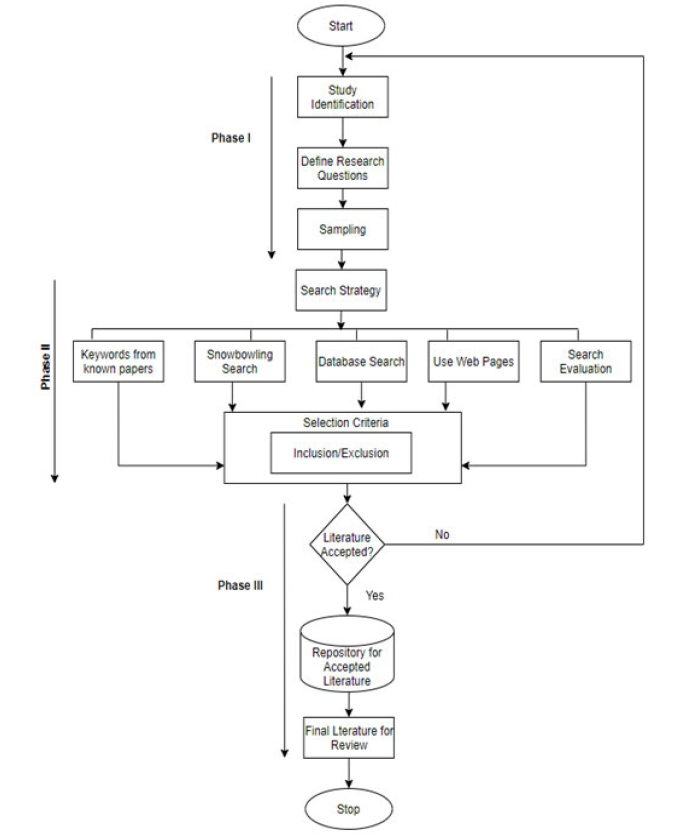 Start
Study
Identification
Phase I
Define Research
Questions
Sampling
Search Strategy
Phase II
Keywords from
known papers
Snowbowling
Search
Database Search
Use Web Pages
Search
Evaluation
Selection Criteria
Inclusion/Exclusion
Literature
Accepted?
No
Phase III
Yes
Repository for
Accepted
Literature
Final Lterature for
Review
Stop